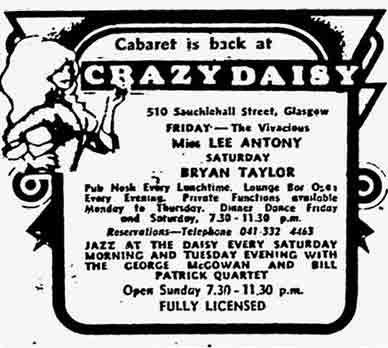 Cabaret is back at
CRAZY DAISY
510 Sauchiehall Street, Glasgow
FRIDAY — The Vivacious
Miss LEE ANTONY
SATURDAY
BRYAN TAYLOR
Pub Nosh Every Lunchtime. Lounge Bar Open
Every Evening. Private Functions available
Monday to Thursday. Dinner Dance Friday
and Saturday, 7.30 - 11.30 p.m.
Reservations—Telephone 041-332 4463
JAZZ AT THE DAISY EVERY SATURDAY
MORNING AND TUESDAY EVENING WITH
THE GEORGE McGOWAN AND BILL
PATRICK QUARTET
Open Sunday 7.30 - 11.30 p.m.
FULLY LICENSED